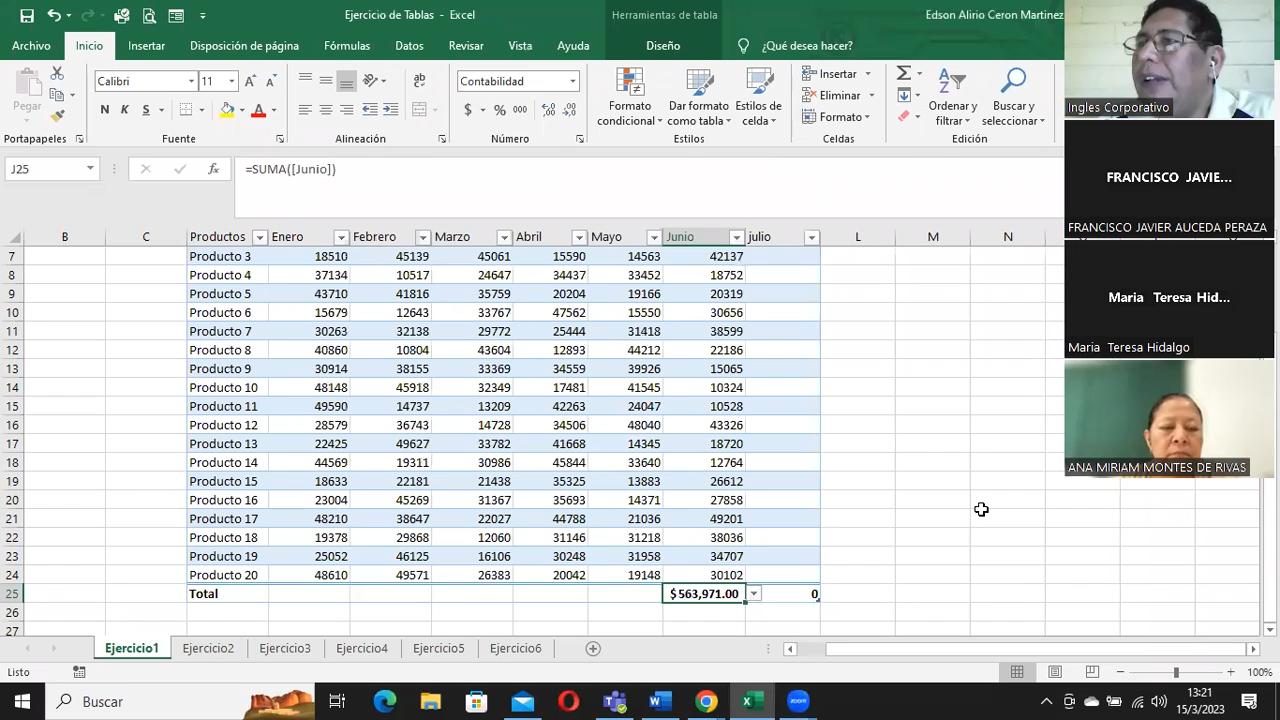 Ejercicio de Tablas - Excel
Herramientas de tabla
Edson Alirio Ceron Martinez
Archivo Inicio Insertar Disposición de página Fórmulas Datos Revisar Vista Ayuda Diseño ¿Qué desea hacer?
Pegar
Calibri 11
N K S
ab
Contabilidad
$ % 000
Formato condicional
Dar formato como tabla
Estilos de celda
Insertar
Eliminar
Formato
Ordenar y filtrar
Buscar y seleccionar
Portapapeles Fuente Alineación Número Estilos Celdas Edición
J25 fx =SUMA([Junio])
B C Productos Enero Febrero Marzo Abril Mayo Junio julio L M N
7 Producto 3 18510 45139 45061 15590 14563 42137
8 Producto 4 37134 10517 24647 34437 33452 18752
9 Producto 5 43710 41816 35759 20204 19166 20319
10 Producto 6 15679 12643 33767 47562 15550 30656
11 Producto 7 30263 32138 29772 25444 31418 38599
12 Producto 8 40860 10804 43604 12893 44212 22186
13 Producto 9 30914 38155 33369 34559 39926 15065
14 Producto 10 48148 45918 32349 17481 41545 10324
15 Producto 11 49590 14737 13209 42263 24047 10528
16 Producto 12 28579 36743 14728 34506 48040 43326
17 Producto 13 22425 49627 33782 41668 14345 18720
18 Producto 14 44569 19311 30986 45844 33640 12764
19 Producto 15 18633 22181 21438 35325 13883 26612
20 Producto 16 23004 45269 31367 35693 14371 27858
21 Producto 17 48210 38647 22027 44788 21036 49201
22 Producto 18 19378 29868 12060 31146 31218 38036
23 Producto 19 25052 46125 16106 30248 31958 34707
24 Producto 20 48610 49571 26383 20042 19148 30102
25 Total $ 563,971.00 0
26
27
Ejercicio1 Ejercicio2 Ejercicio3 Ejercicio4 Ejercicio5 Ejercicio6
Listo
100%
Buscar
13:21
15/3/2023
Ingles Corporativo
FRANCISCO JAVIE...
FRANCISCO JAVIER AUCEDA PERAZA
Maria Teresa Hid...
Maria Teresa Hidalgo
ANA MIRIAM MONTES DE RIVAS